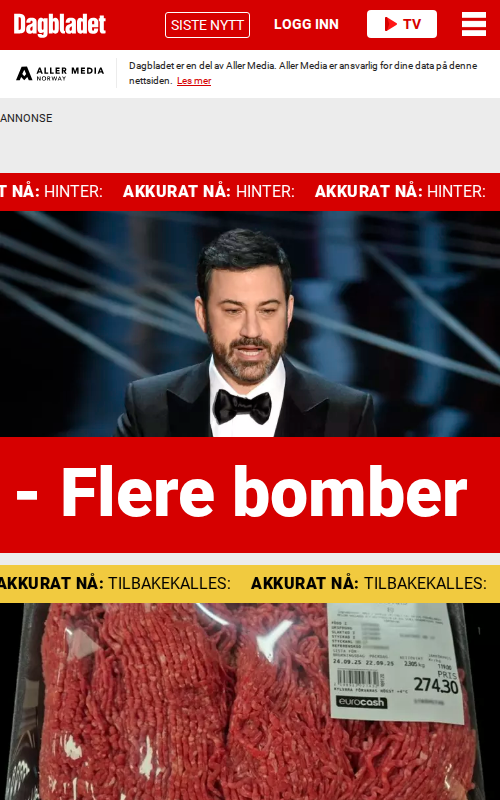 Dagbladet
SISTE NYTT
LOGG INN
TV
ALLER MEDIA
NORWAY
Dagbladet er en del av Aller Media. Aller Media er ansvarlig for dine data på denne
nettsiden. Les mer
ANNONSE
T NÅ: HINTER: AKKURAT NÅ: HINTER: AKKURAT NÅ: HINTER:
- Flere bomber
AKKURAT NÅ: TILBAKEKALLES: AKKURAT NÅ: TILBAKEKALLES:
24.09.25 22.09.25
PRIS
274.30
eurocash